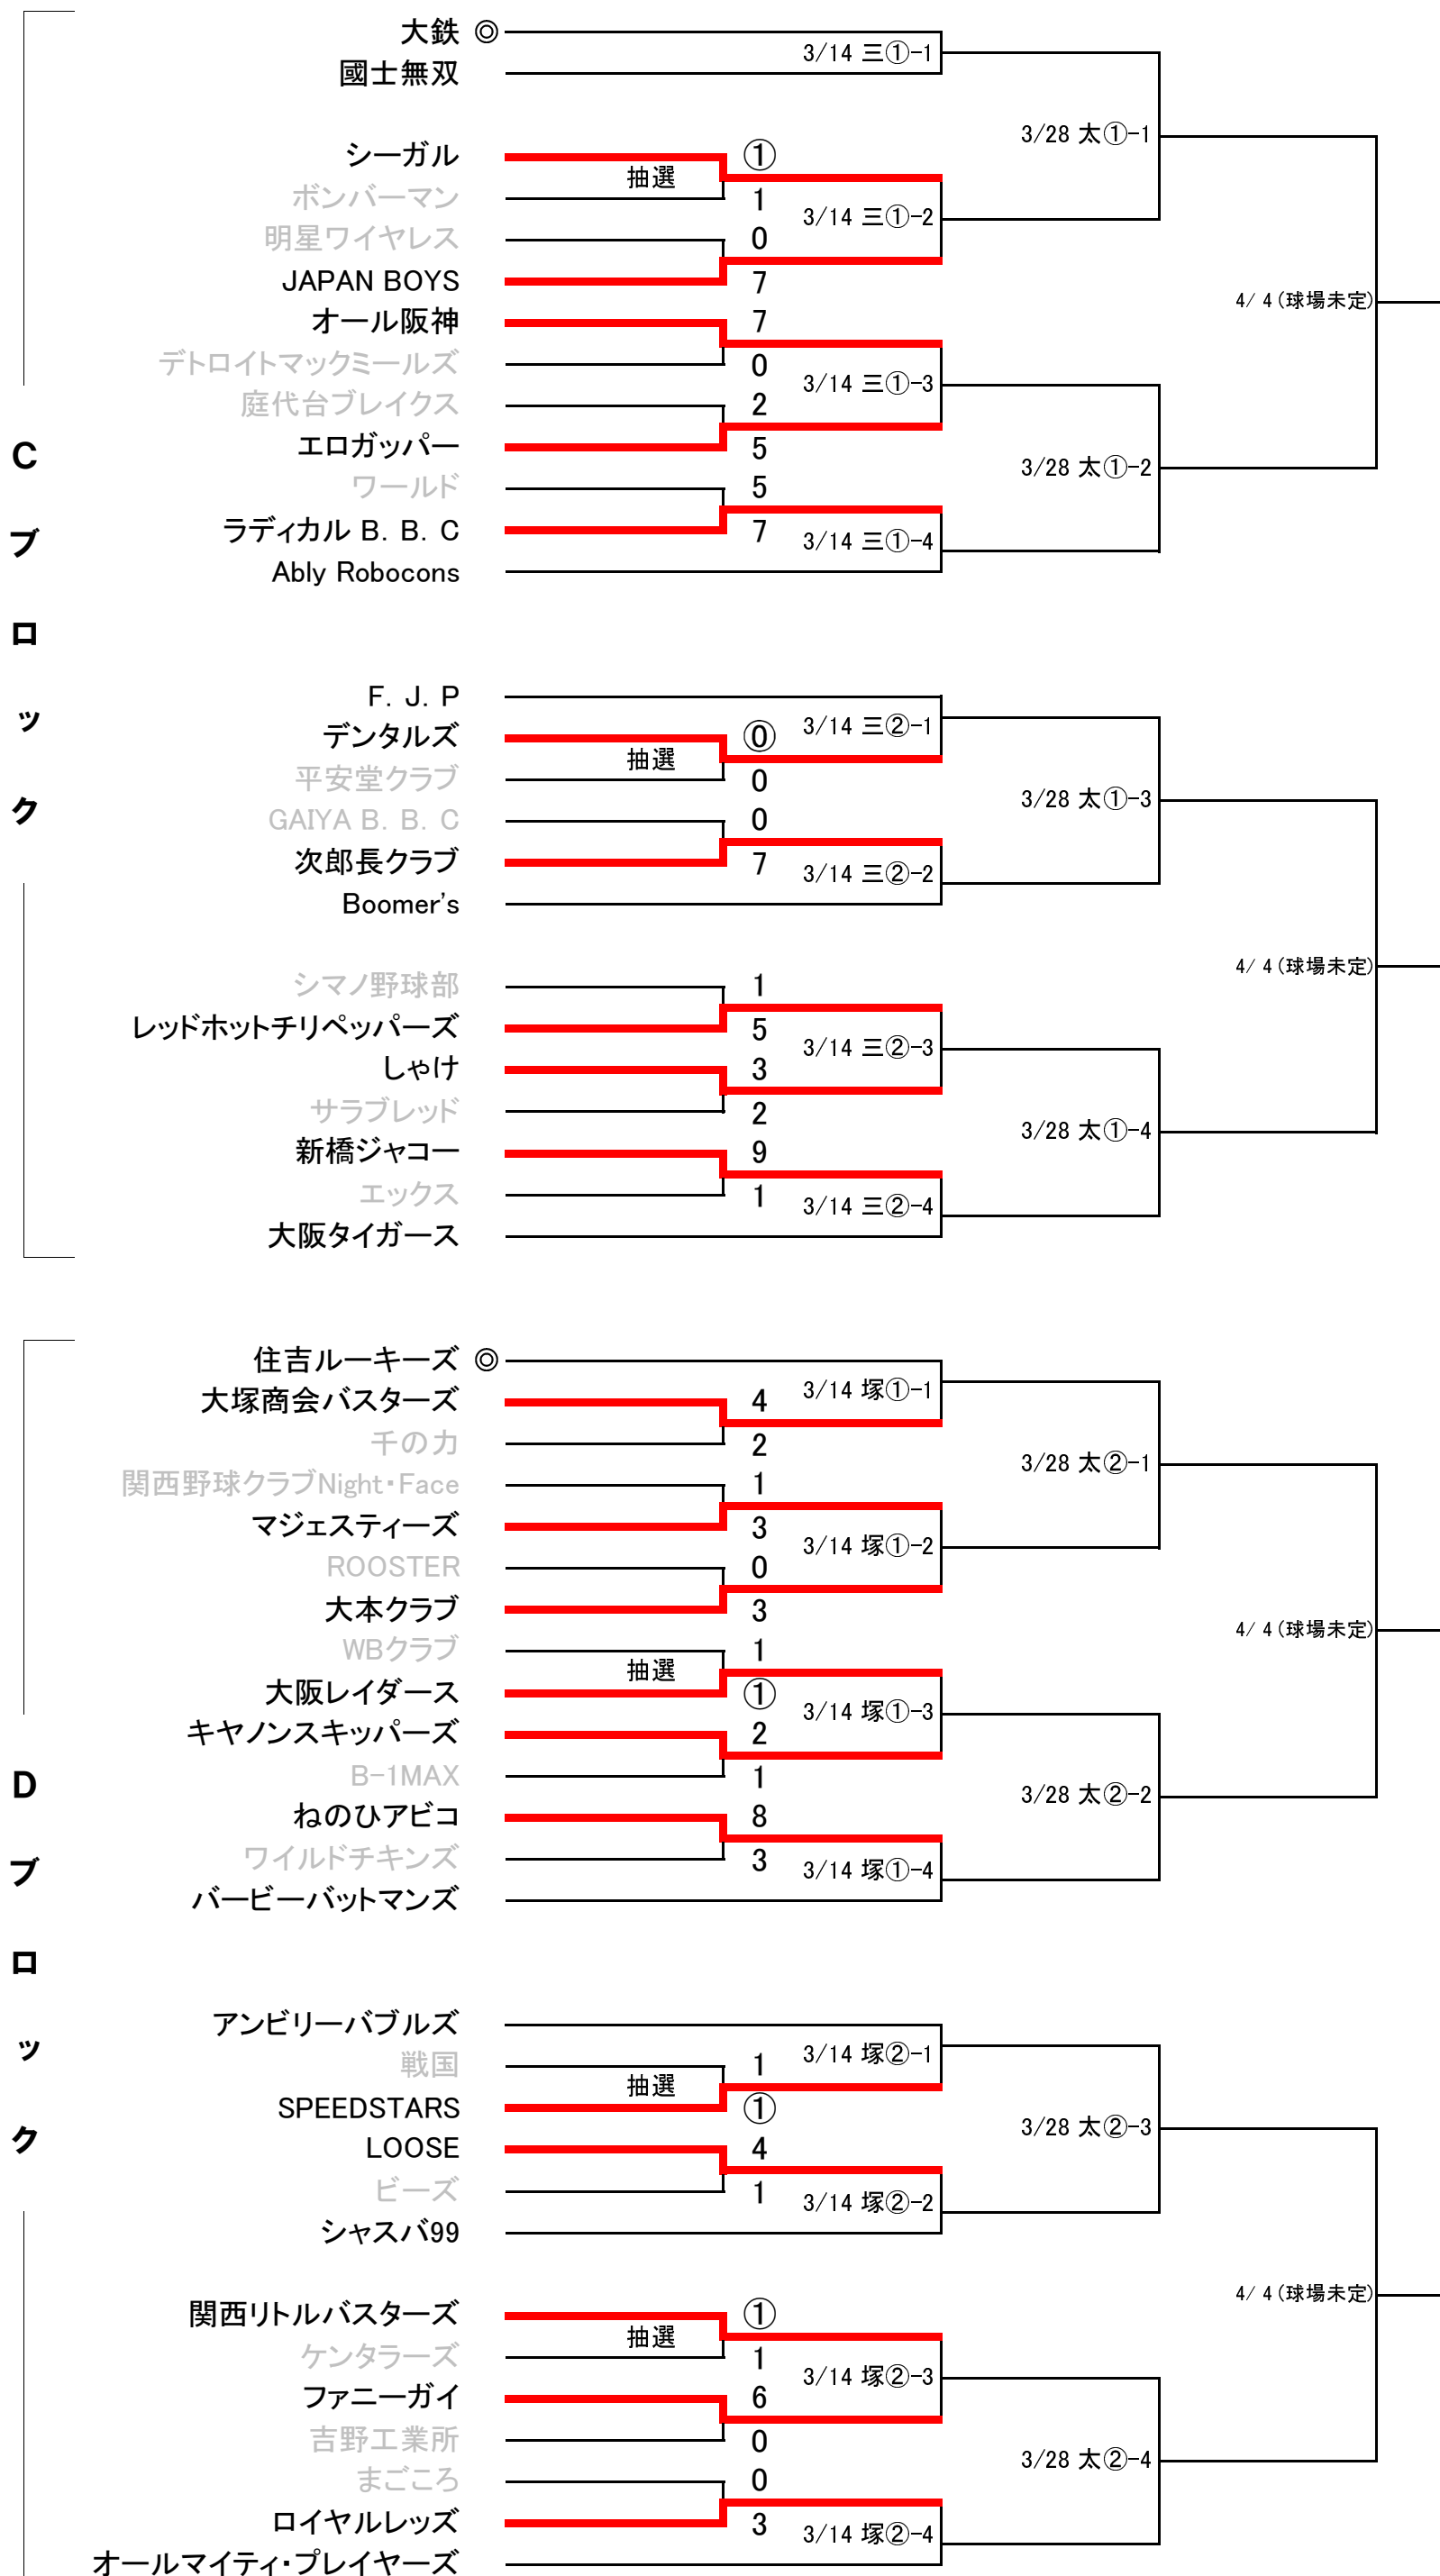 大鉄 ◎
3/14 三①-1
國士無双
3/28 太①-1
シーガル ①
抽選
ボンバーマン 1
3/14 三①-2
明星ワイヤレス 0
JAPAN BOYS 7
4/ 4(球場未定)
オール阪神 7
デトロイトマックミールズ 0
3/14 三①-3
庭代台ブレイクス 2
エロガッパー 5
3/28 太①-2
ワールド 5
ラディカル B. B. C 7
3/14 三①-4
Ably Robocons
Cブロック
F. J. P
3/14 三②-1
デンタルズ ⓪
抽選
平安堂クラブ 0
3/28 太①-3
GAIYA B. B. C 0
次郎長クラブ 7
3/14 三②-2
Boomer's
4/ 4(球場未定)
シマノ野球部 1
レッドホットチリペッパーズ 5
3/14 三②-3
しゃけ 3
サラブレッド 2
3/28 太①-4
新橋ジャコー 9
エックス 1
3/14 三②-4
大阪タイガース
住吉ルーキーズ ◎
3/14 塚①-1
大塚商会バスターズ 4
千の力 2
3/28 太②-1
関西野球クラブNight・Face 1
マジェスティーズ 3
3/14 塚①-2
ROOSTER 0
大本クラブ 3
4/ 4(球場未定)
WBクラブ 1
抽選
大阪レイダース ①
3/14 塚①-3
キヤノンスキッパーズ 2
B-1MAX 1
3/28 太②-2
ねのひアビコ 8
ワイルドチキンズ 3
3/14 塚①-4
バービーバットマンズ
Dブロック
アンビリーバブルズ
3/14 塚②-1
戦国 1
抽選
SPEEDSTARS ①
3/28 太②-3
LOOSE 4
ビーズ 1
3/14 塚②-2
シャスバ99
4/ 4(球場未定)
関西リトルバスターズ ①
抽選
ケンタラーズ 1
3/14 塚②-3
ファニーガイ 6
吉野工業所 0
3/28 太②-4
まごころ 0
ロイヤルレッズ 3
3/14 塚②-4
オールマイティ・プレイヤーズ